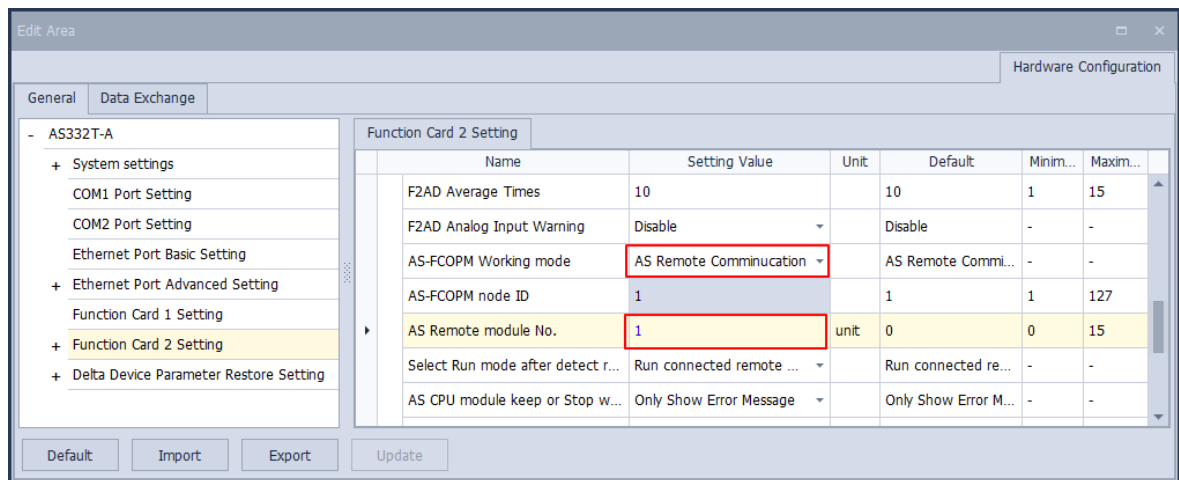 Edit Area
Hardware Configuration
General Data Exchange
- AS332T-A
+ System settings
COM1 Port Setting
COM2 Port Setting
Ethernet Port Basic Setting
+ Ethernet Port Advanced Setting
Function Card 1 Setting
+ Function Card 2 Setting
+ Delta Device Parameter Restore Setting
Function Card 2 Setting
Name Setting Value Unit Default Minim... Maxim...
F2AD Average Times 10 10 1 15
F2AD Analog Input Warning Disable Disable - -
AS-FCOPM Working mode AS Remote Comminucation AS Remote Commi... - -
AS-FCOPM node ID 1 1 1 127
AS Remote module No. 1 unit 0 0 15
Select Run mode after detect r... Run connected remote ... Run connected re... - -
AS CPU module keep or Stop w... Only Show Error Message Only Show Error M... - -
Default Import Export Update